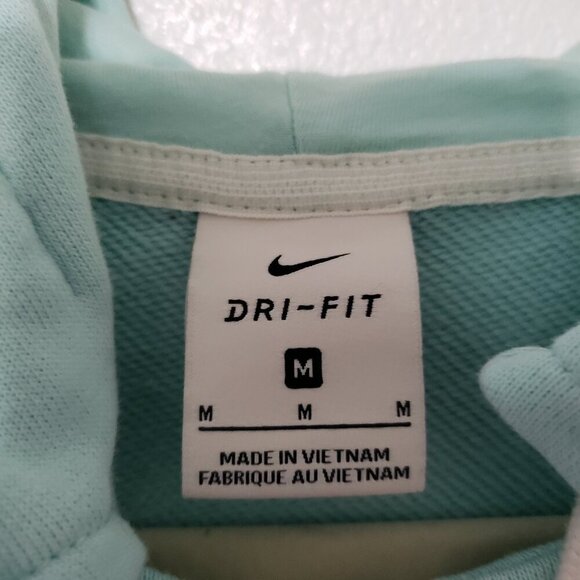 DRI-FIT
M
M M M
MADE IN VIETNAM
FABRIQUE AU VIETNAM